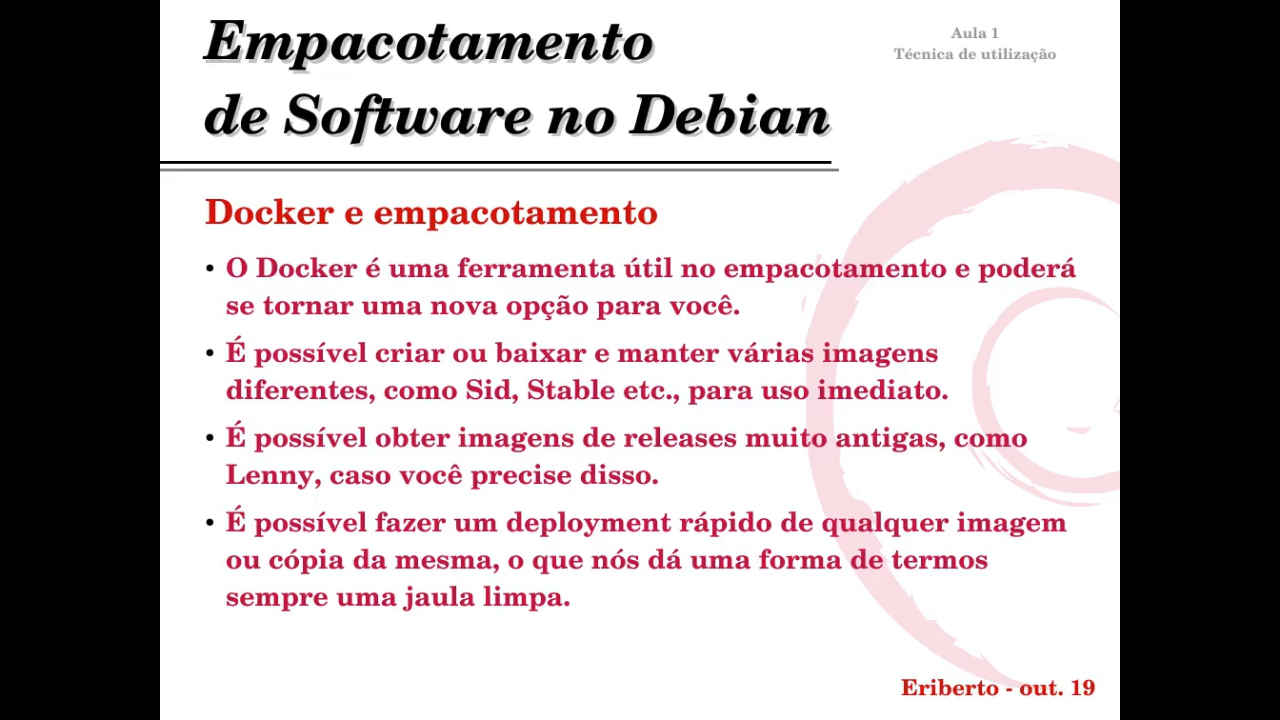 Empacotamento
de Software no Debian
Aula 1
Técnica de utilização
Docker e empacotamento
• O Docker é uma ferramenta útil no empacotamento e poderá
se tornar uma nova opção para você.
• É possível criar ou baixar e manter várias imagens
diferentes, como Sid, Stable etc., para uso imediato.
• É possível obter imagens de releases muito antigas, como
Lenny, caso você precise disso.
• É possível fazer um deployment rápido de qualquer imagem
ou cópia da mesma, o que nós dá uma forma de termos
sempre uma jaula limpa.
Eriberto - out. 19